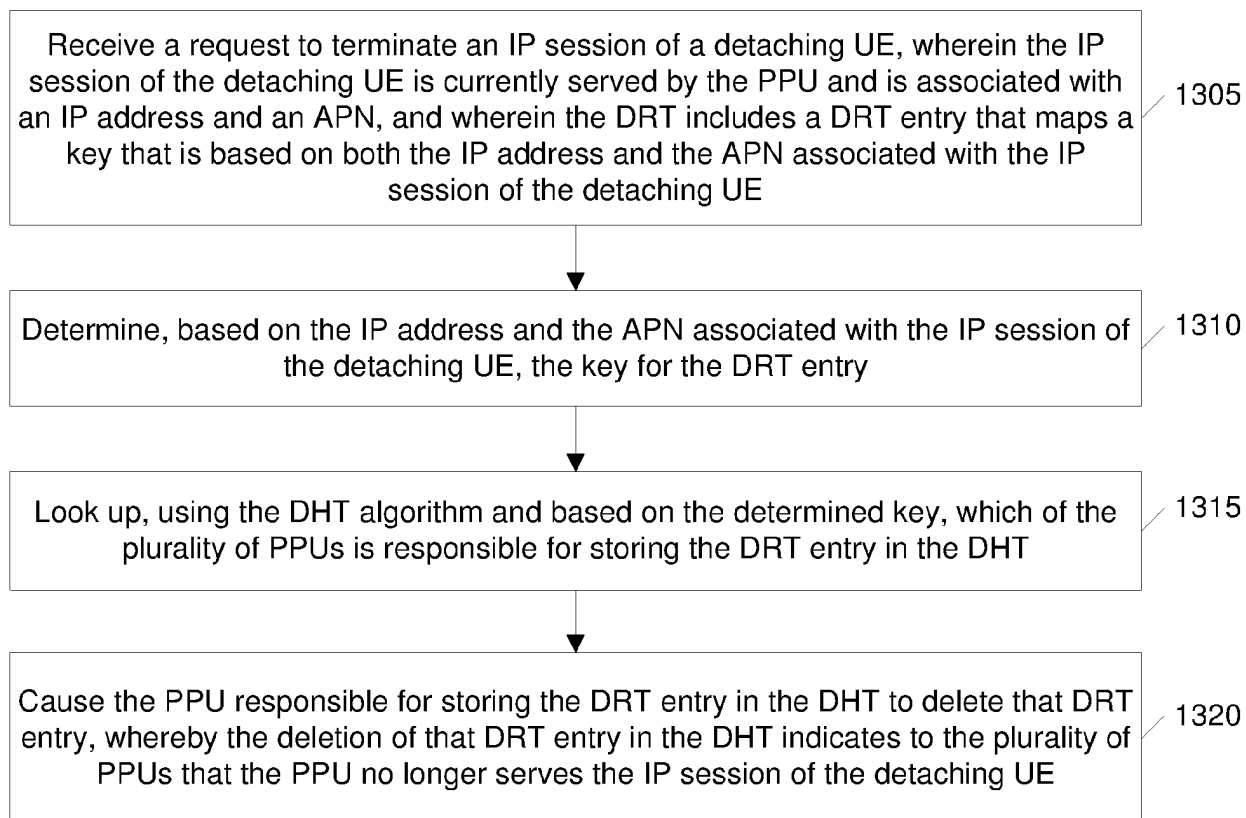 Receive a request to terminate an IP session of a detaching UE, wherein the IP
session of the detaching UE is currently served by the PPU and is associated with
an IP address and an APN, and wherein the DRT includes a DRT entry that maps a
key that is based on both the IP address and the APN associated with the IP
session of the detaching UE
1305
Determine, based on the IP address and the APN associated with the IP session of
the detaching UE, the key for the DRT entry
1310
Look up, using the DHT algorithm and based on the determined key, which of the
plurality of PPUs is responsible for storing the DRT entry in the DHT
1315
Cause the PPU responsible for storing the DRT entry in the DHT to delete that DRT
entry, whereby the deletion of that DRT entry in the DHT indicates to the plurality of
PPUs that the PPU no longer serves the IP session of the detaching UE
1320